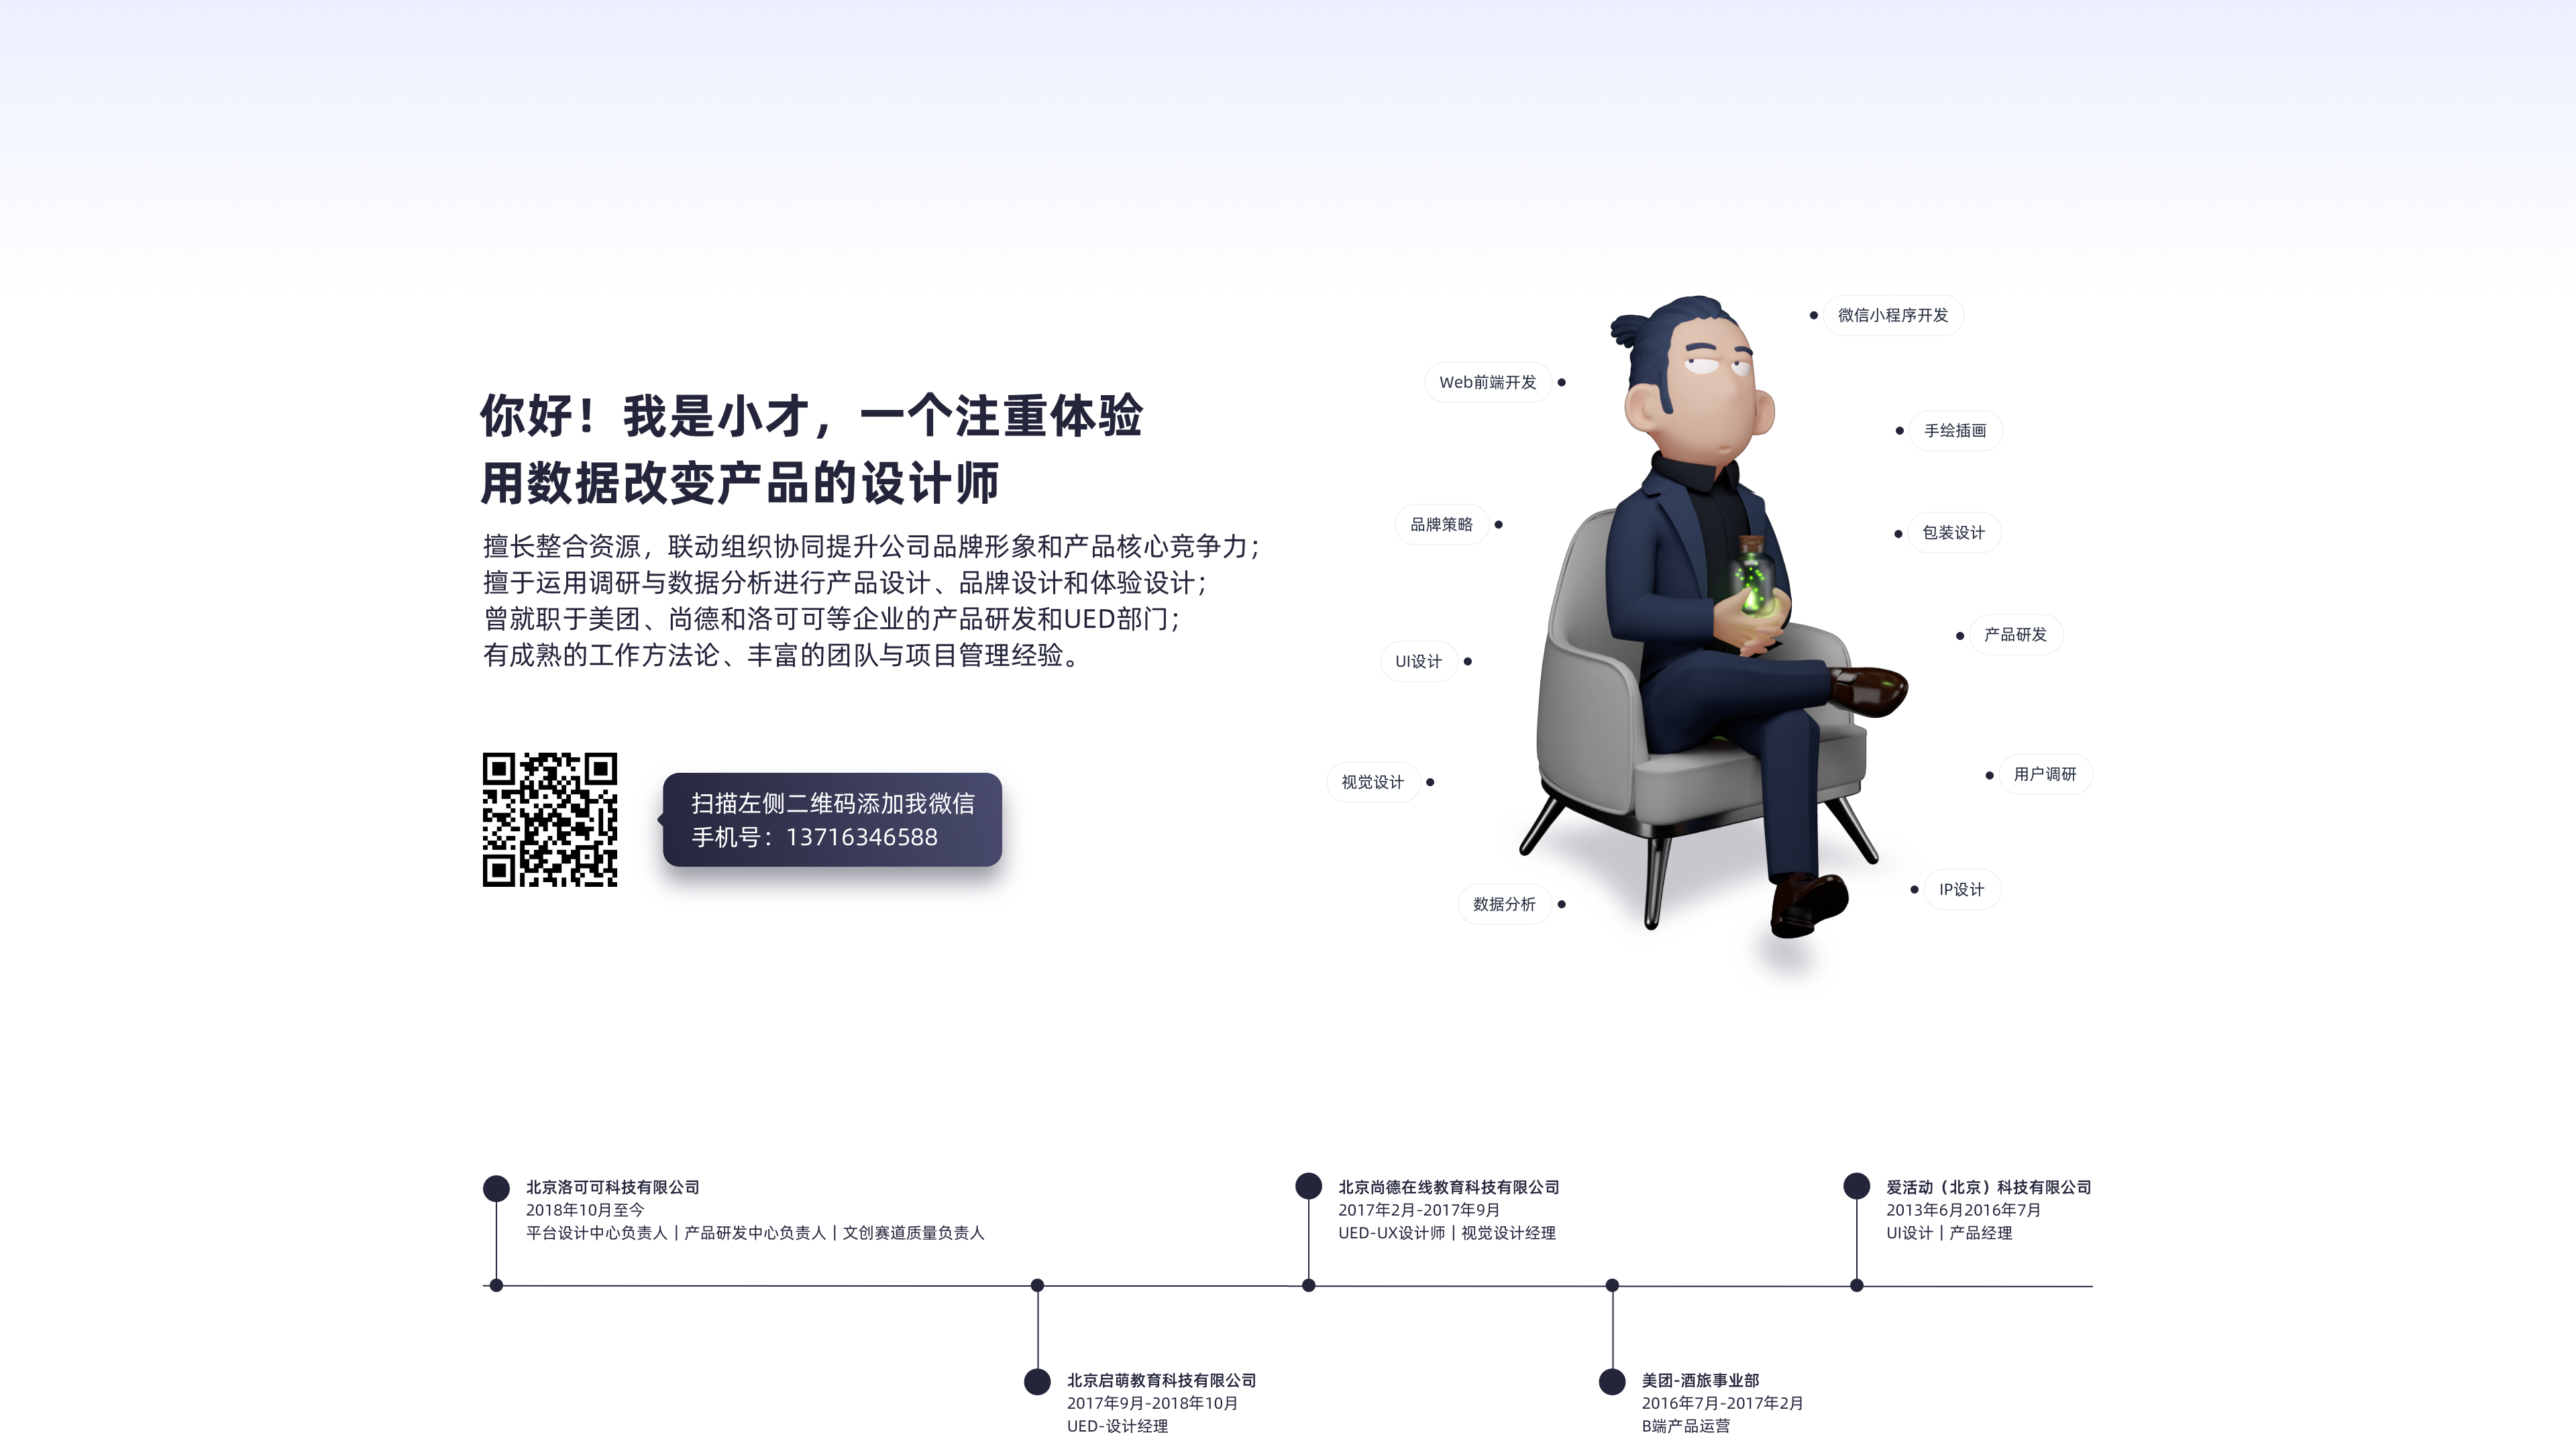 你好！我是小才，一个注重体验
用数据改变产品的设计师
擅长整合资源，联动组织协同提升公司品牌形象和产品核心竞争力；
擅于运用调研与数据分析进行产品设计、品牌设计和体验设计；
曾就职于美团、尚德和洛可可等企业的产品研发和UED部门；
有成熟的工作方法论、丰富的团队与项目管理经验。
扫描左侧二维码添加我微信
手机号：13716346588
微信小程序开发
Web前端开发
手绘插画
品牌策略
包装设计
产品研发
UI设计
用户调研
视觉设计
IP设计
数据分析
北京洛可可科技有限公司
2018年10月至今
平台设计中心负责人丨产品研发中心负责人丨文创赛道质量负责人
北京尚德在线教育科技有限公司
2017年2月-2017年9月
UED-UX设计师丨视觉设计经理
爱活动（北京）科技有限公司
2013年6月2016年7月
UI设计丨产品经理
北京启萌教育科技有限公司
2017年9月-2018年10月
UED-设计经理
美团-酒旅事业部
2016年7月-2017年2月
B端产品运营